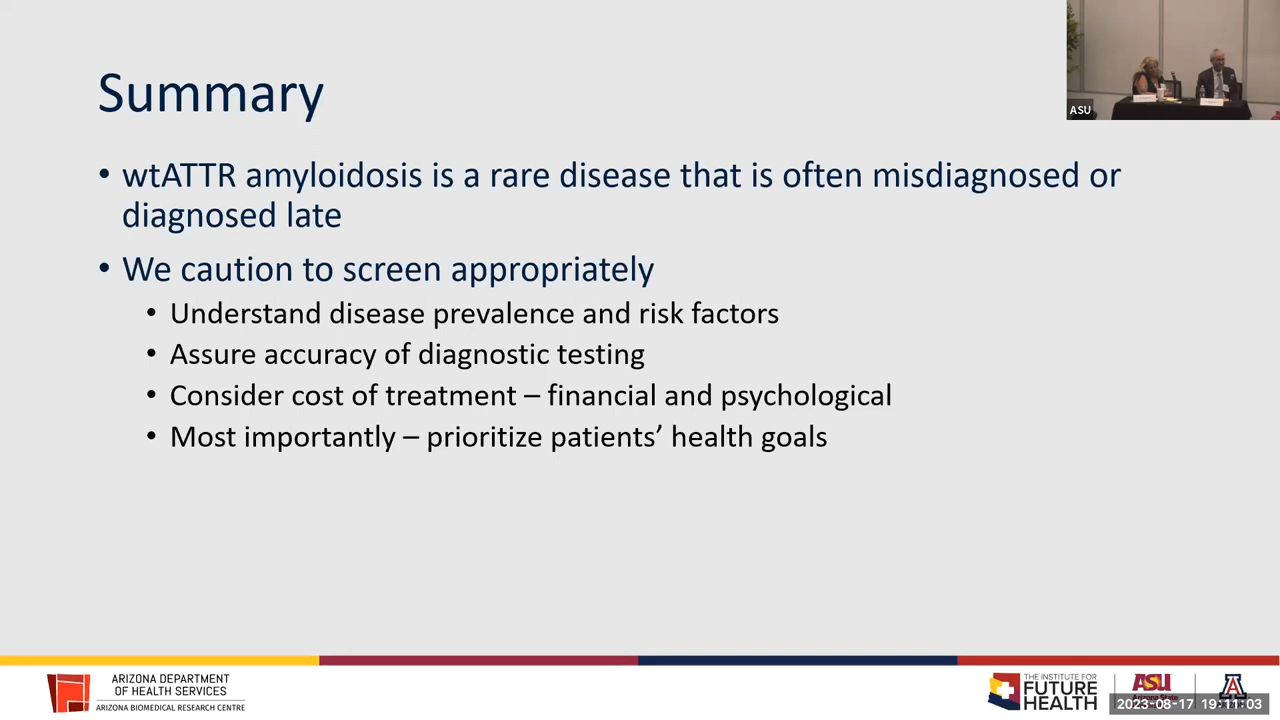 Summary
ASU
• wtATTR amyloidosis is a rare disease that is often misdiagnosed or
diagnosed late
• We caution to screen appropriately
• Understand disease prevalence and risk factors
• Assure accuracy of diagnostic testing
• Consider cost of treatment – financial and psychological
• Most importantly – prioritize patients’ health goals
ARIZONA DEPARTMENT
OF HEALTH SERVICES
ARIZONA BIOMEDICAL RESEARCH CENTRE
THE INSTITUTE FOR
FUTURE
HEALTH
ASU
A
2023-08-17 19:11:03